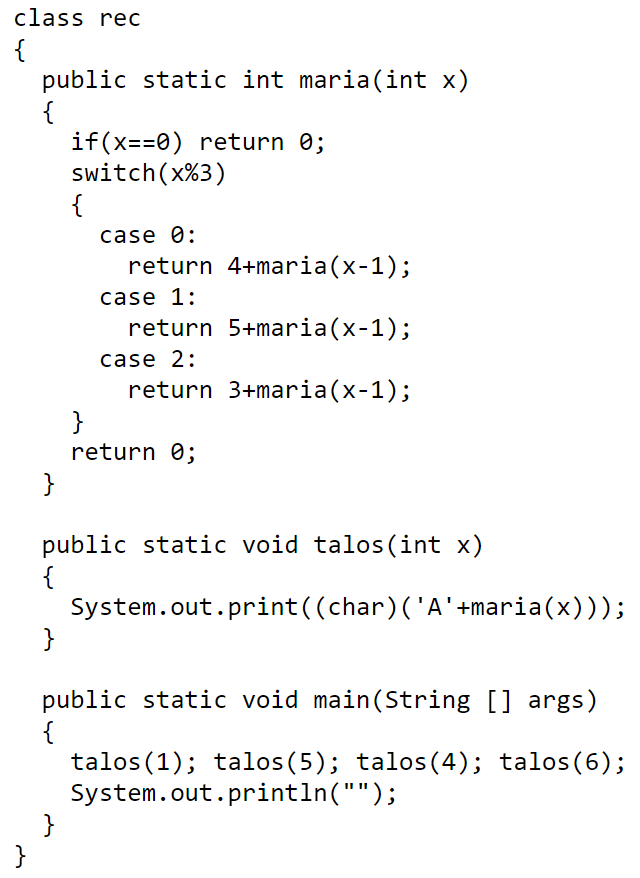 class rec
{
  public static int maria(int x)
  {
    if(x==0) return 0;
    switch(x%3)
    {
      case 0:
        return 4+maria(x-1);
      case 1:
        return 5+maria(x-1);
      case 2:
        return 3+maria(x-1);
    }
    return 0;
  }

  public static void talos(int x)
  {
    System.out.print((char)('A'+maria(x)));
  }

  public static void main(String [] args)
  {
    talos(1); talos(5); talos(4); talos(6);
    System.out.println("");
  }
}